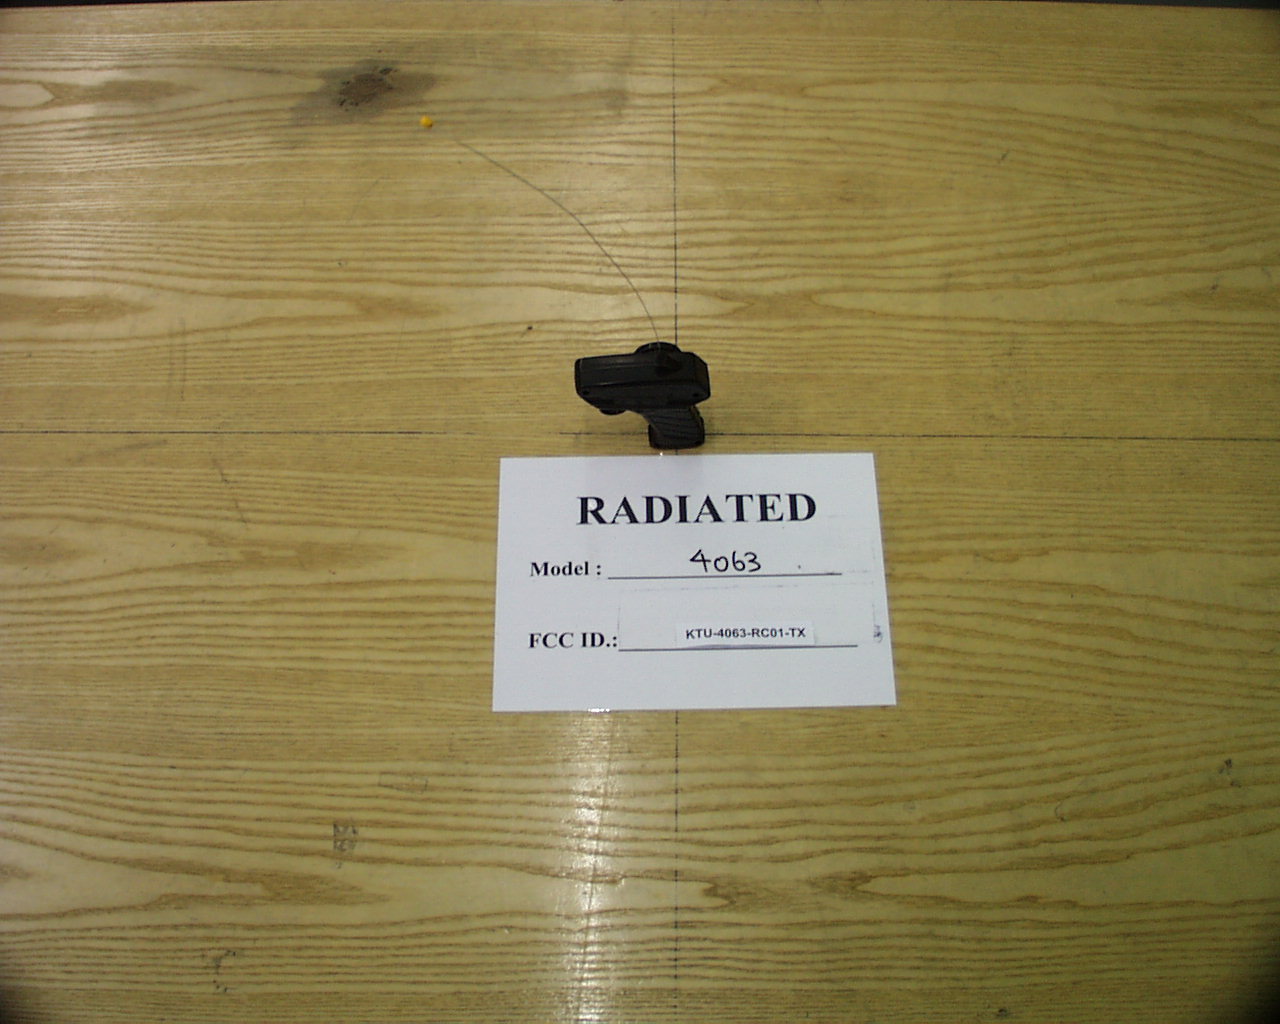 RADIATED
Model : 4063
FCC ID.: KTU-4063-RC01-TX